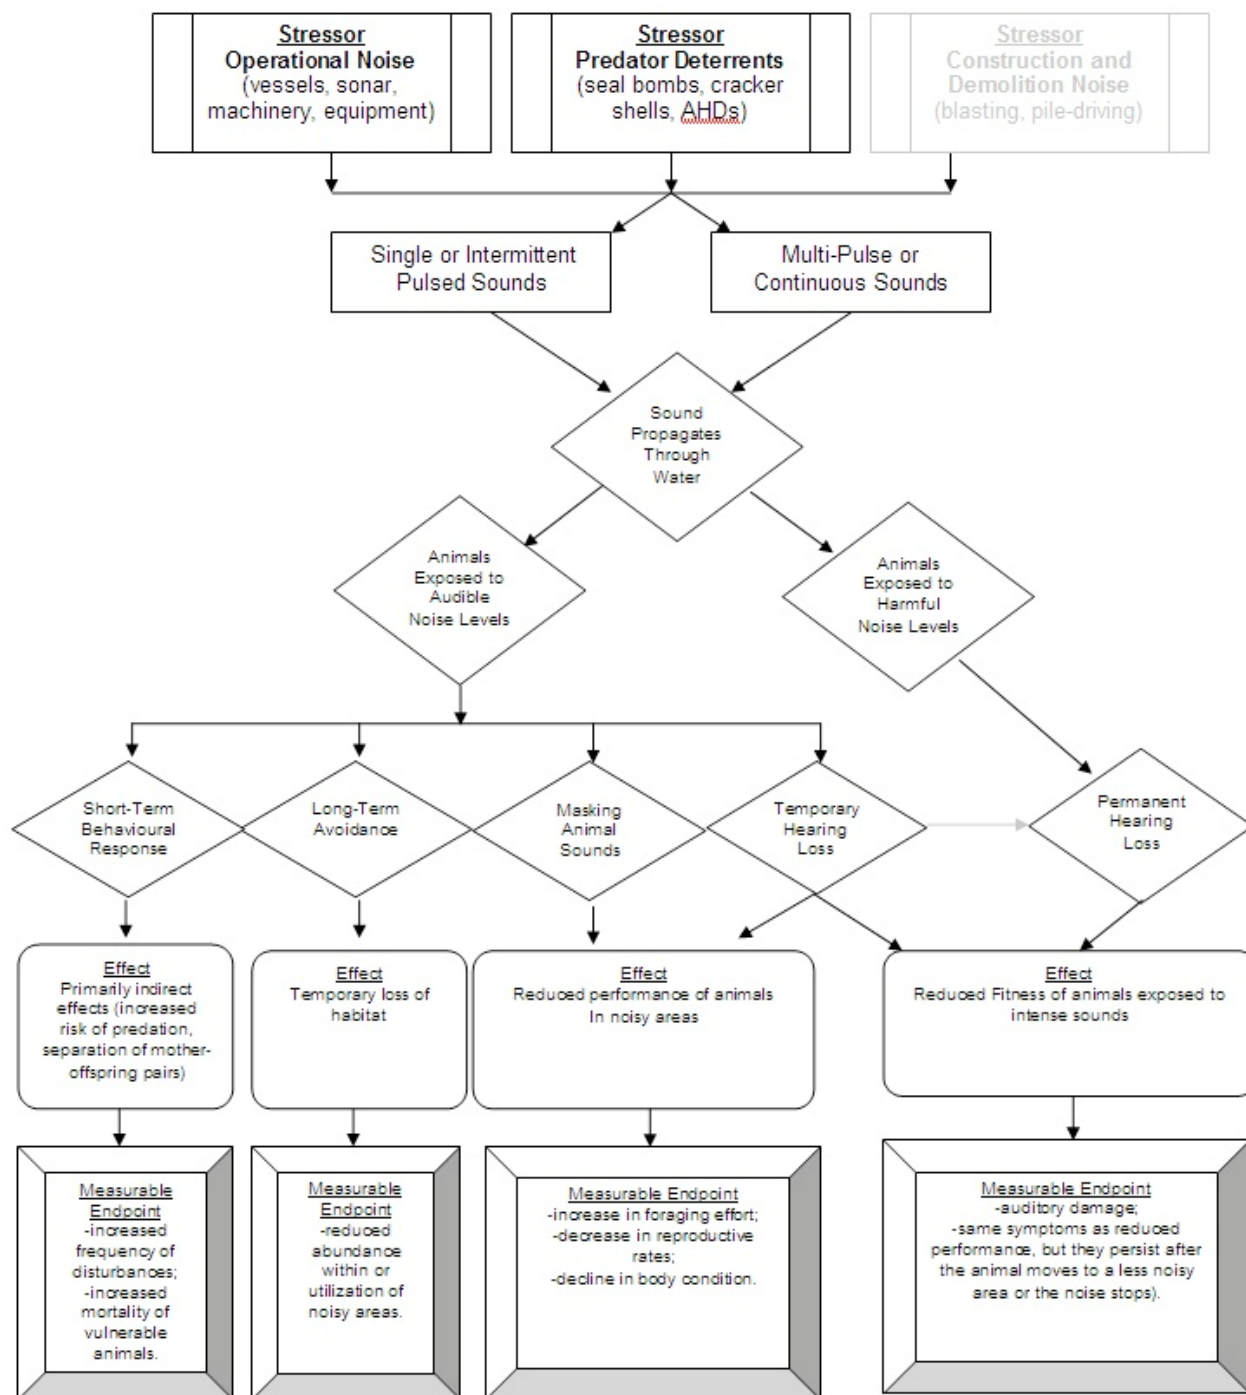 Stressor
Operational Noise
(vessels, sonar,
machinery, equipment)
Stressor
Predator Deterrents
(seal bombs, cracker
shells, AHDs)
Stressor
Construction and
Demolition Noise
(blasting, pile-driving)
Single or Intermittent
Pulsed Sounds
Multi-Pulse or
Continuous Sounds
Sound
Propagates
Through
Water
Animals
Exposed to
Audible
Noise Levels
Animals
Exposed to
Harmful
Noise Levels
Short-Term
Behavioural
Response
Long-Term
Avoidance
Masking
Animal
Sounds
Temporary
Hearing
Loss
Permanent
Hearing
Loss
Effect
Primarily indirect
effects (increased
risk of predation,
separation of mother-
offspring pairs)
Effect
Temporary loss of
habitat
Effect
Reduced performance of animals
In noisy areas
Effect
Reduced Fitness of animals exposed to
intense sounds
Measurable
Endpoint
-increased
frequency of
disturbances;
-increased
mortality of
vulnerable
animals.
Measurable
Endpoint
-reduced
abundance
within or
utilization of
noisy areas.
Measurable Endpoint
-increase in foraging effort;
-decrease in reproductive
rates;
-decline in body condition.
Measurable Endpoint
-auditory damage;
-same symptoms as reduced
performance, but they persist after
the animal moves to a less noisy
area or the noise stops).